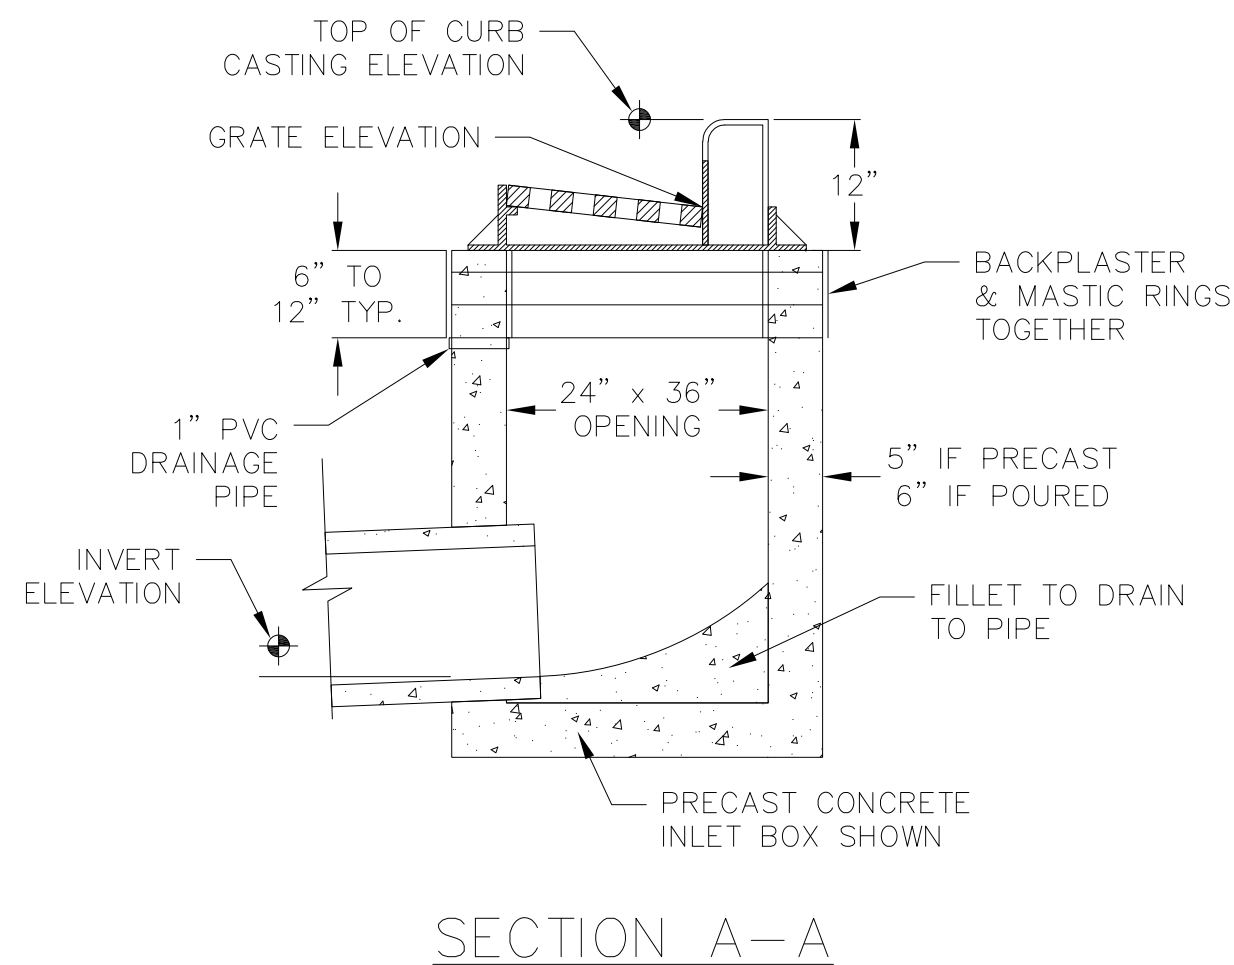 TOP OF CURB
CASTING ELEVATION
GRATE ELEVATION
12”
6” TO
12” TYP.
BACKPLASTER
& MASTIC RINGS
TOGETHER
24” x 36”
OPENING
1” PVC
DRAINAGE
PIPE
5” IF PRECAST
6” IF POURED
INVERT
ELEVATION
FILLET TO DRAIN
TO PIPE
PRECAST CONCRETE
INLET BOX SHOWN
SECTION A–A